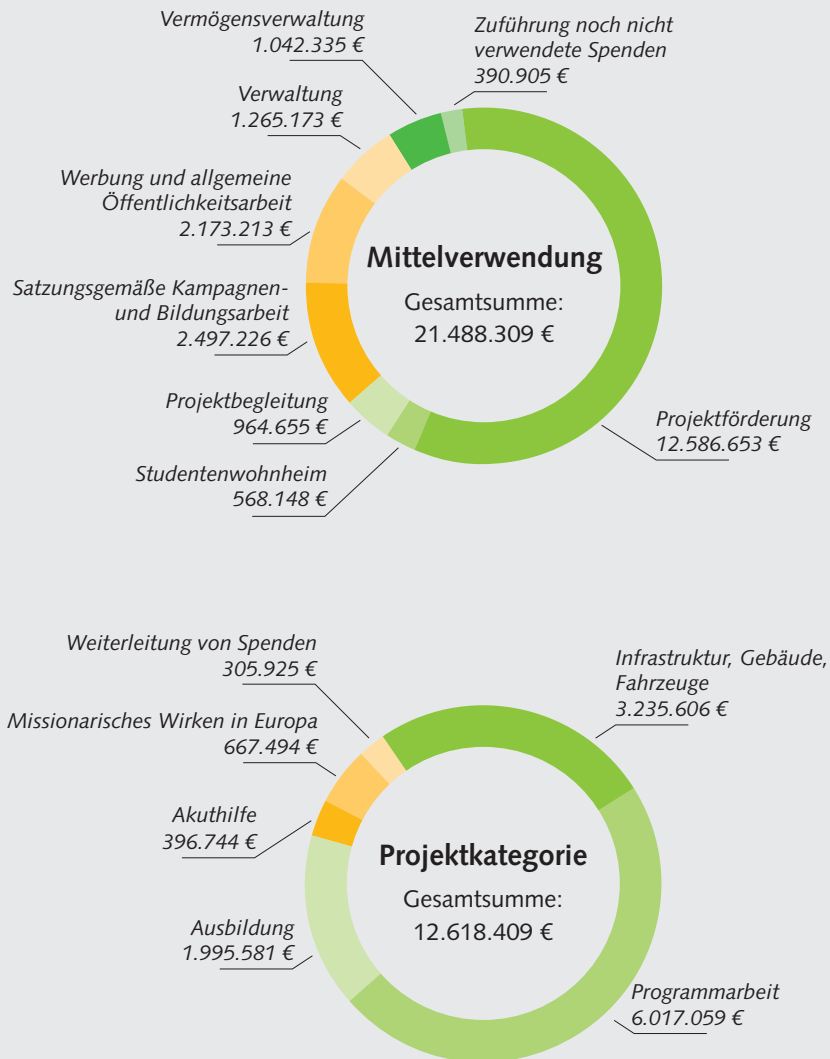 Vermögensverwaltung
1.042.335 €
Zuführung noch nicht
verwendete Spenden
390.905 €
Verwaltung
1.265.173 €
Werbung und allgemeine
Öffentlichkeitsarbeit
2.173.213 €
Mittelverwendung
Gesamtsumme:
21.488.309 €
Satzungsgemäße Kampagnen-
und Bildungsarbeit
2.497.226 €
Projektbegleitung
964.655 €
Projektförderung
12.586.653 €
Studentenwohnheim
568.148 €
Weiterleitung von Spenden
305.925 €
Infrastruktur, Gebäude,
Fahrzeuge
3.235.606 €
Missionarisches Wirken in Europa
667.494 €
Akuthilfe
396.744 €
Projektkategorie
Gesamtsumme:
12.618.409 €
Ausbildung
1.995.581 €
Programmarbeit
6.017.059 €